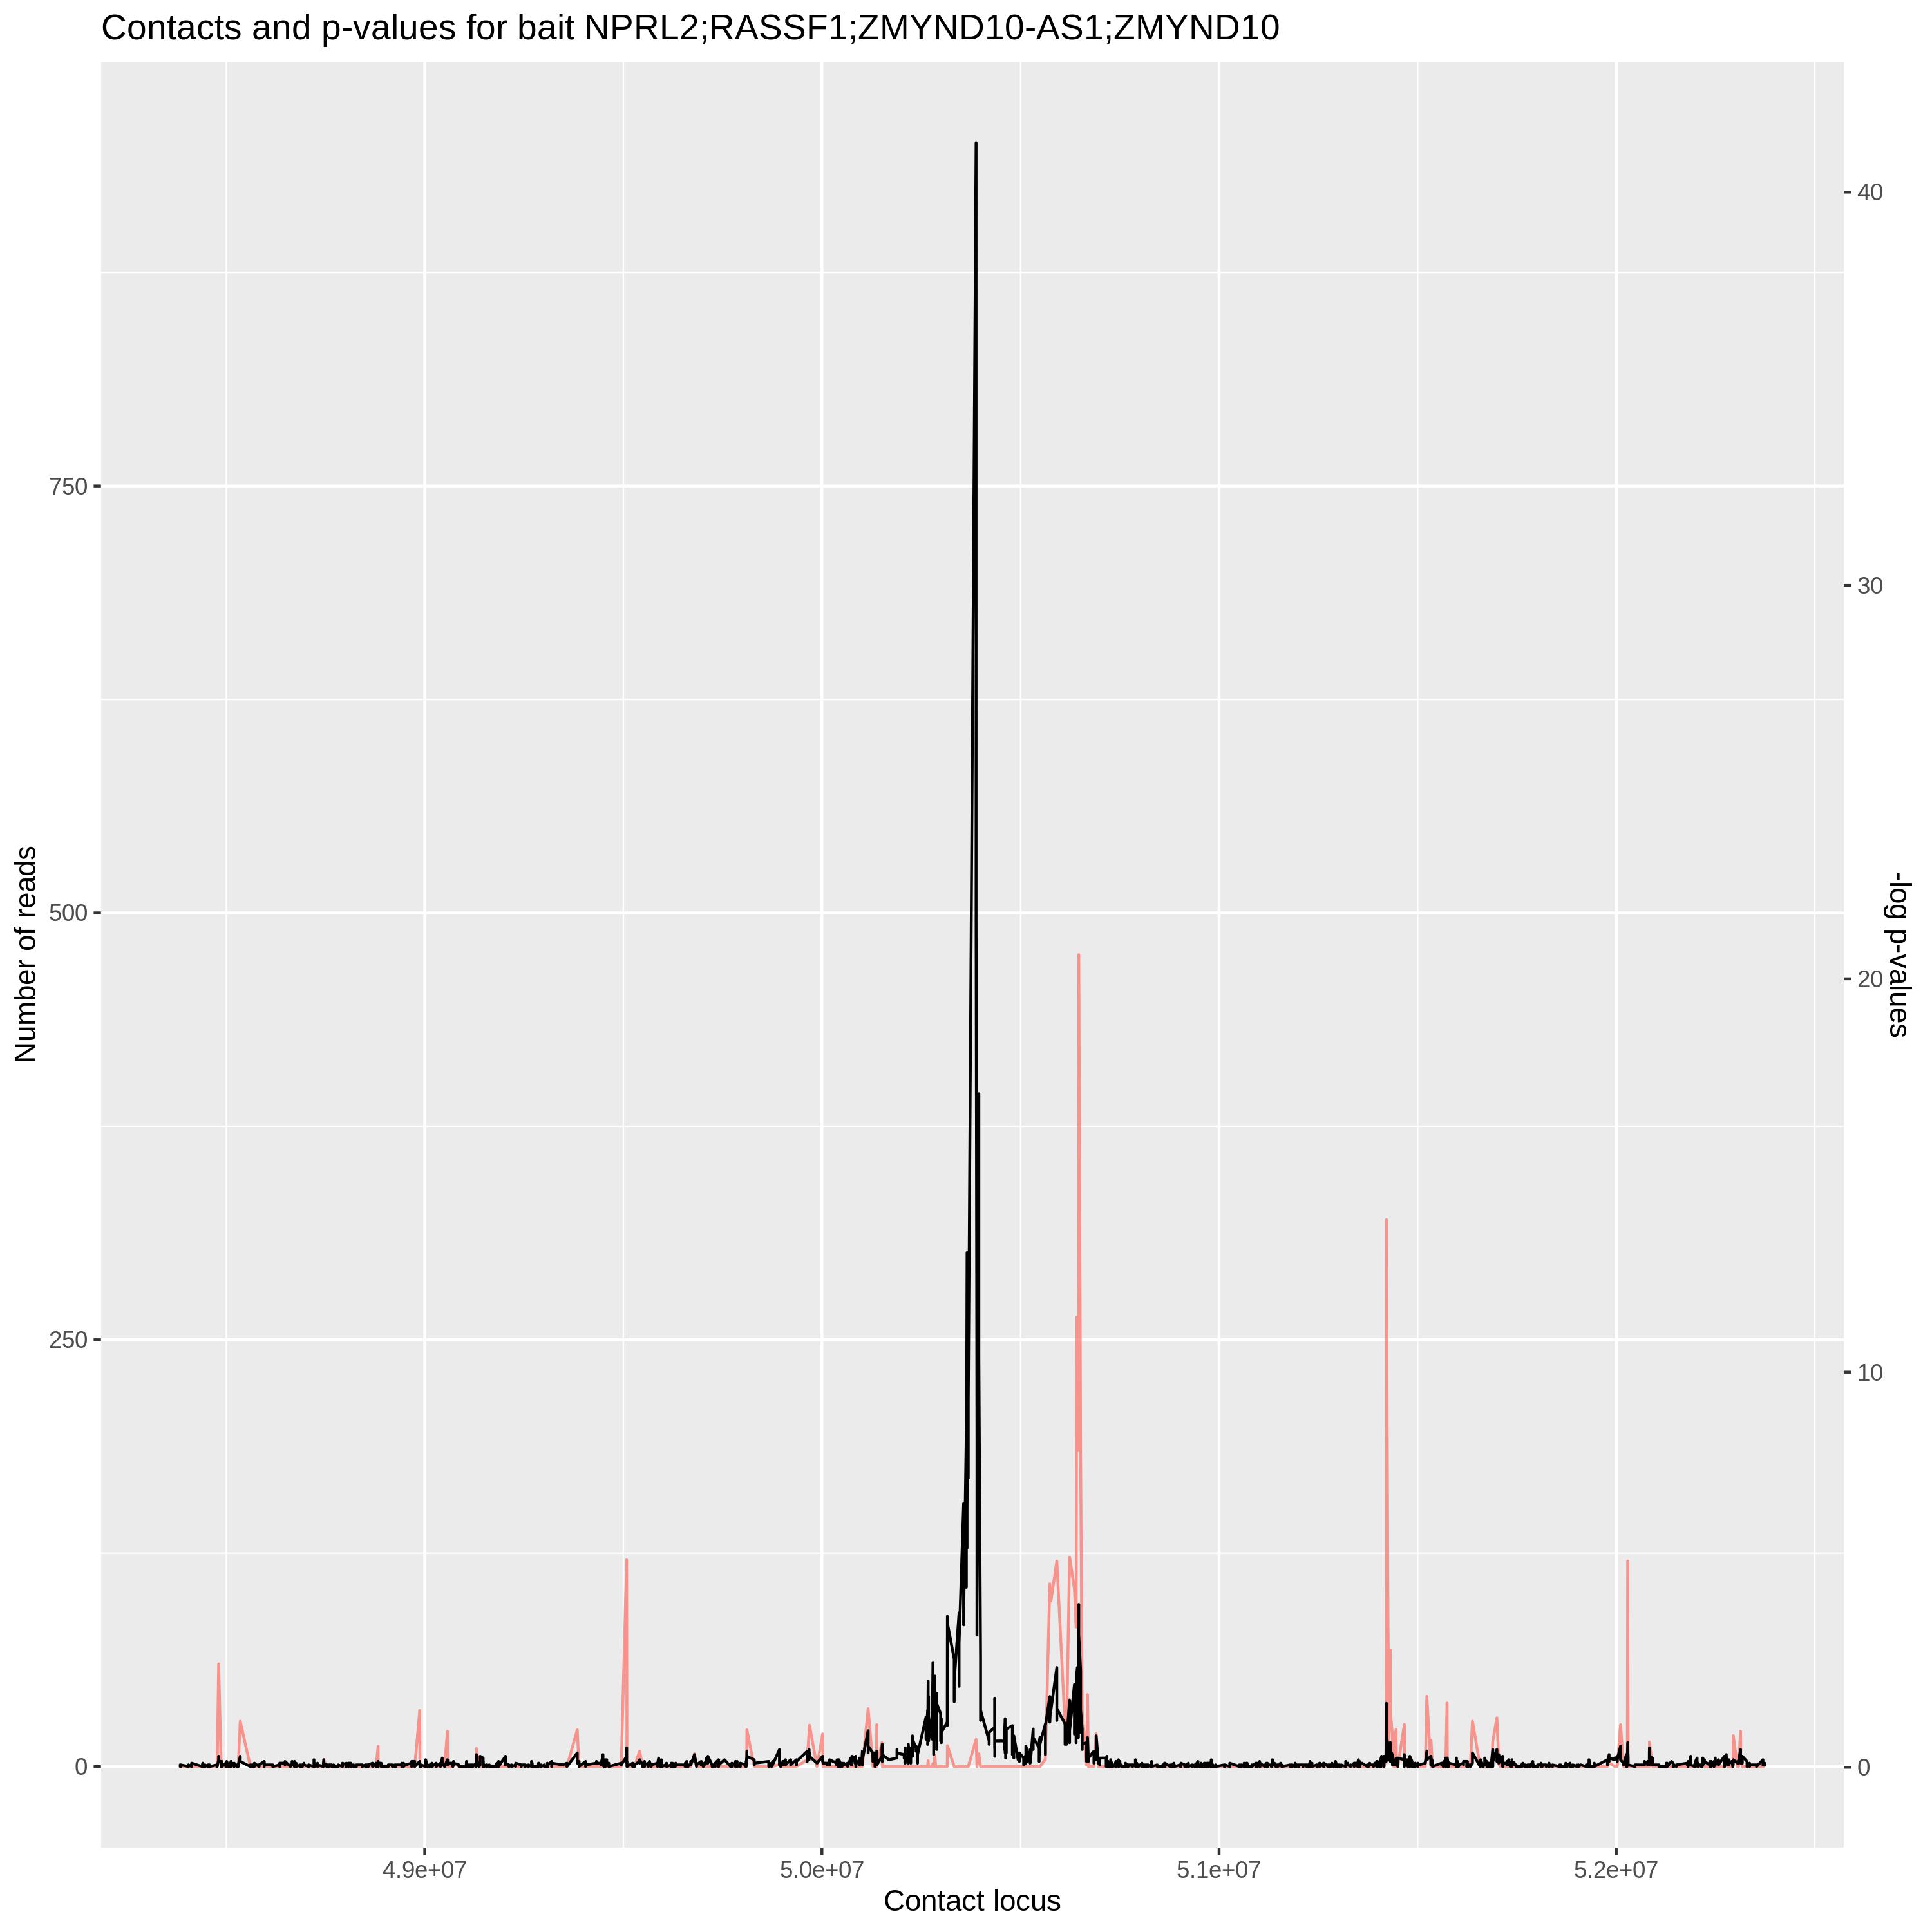 Contacts and p-values for bait NPRL2;RASSF1;ZMYND10-AS1;ZMYND10
Number of reads
750
500
250
0
40
30
20
10
0
-log p-values
4.9e+07
5.0e+07
5.1e+07
5.2e+07
Contact locus